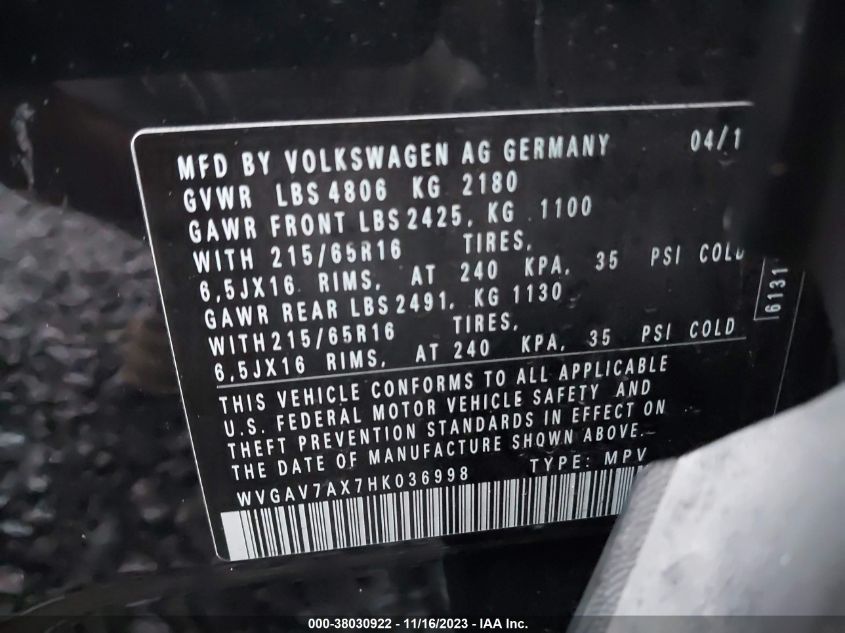 MFD BY VOLKSWAGEN AG GERMANY 04/1
GVWR LBS 4806 KG 2180
GAWR FRONT LBS 2425, KG 1100
WITH 215/65R16 TIRES,
6,5JX16 RIMS, AT 240 KPA, 35 PSI COLD
GAWR REAR LBS 2491, KG 1130
WITH 215/65R16 TIRES,
6,5JX16 RIMS, AT 240 KPA, 35 PSI COLD
6131
THIS VEHICLE CONFORMS TO ALL APPLICABLE
U.S. FEDERAL MOTOR VEHICLE SAFETY AND
THEFT PREVENTION STANDARDS IN EFFECT ON
THE DATE OF MANUFACTURE SHOWN ABOVE.
WVGAV7AX7HK036998 TYPE: MPV
000-38030922 - 11/16/2023 - IAA Inc.